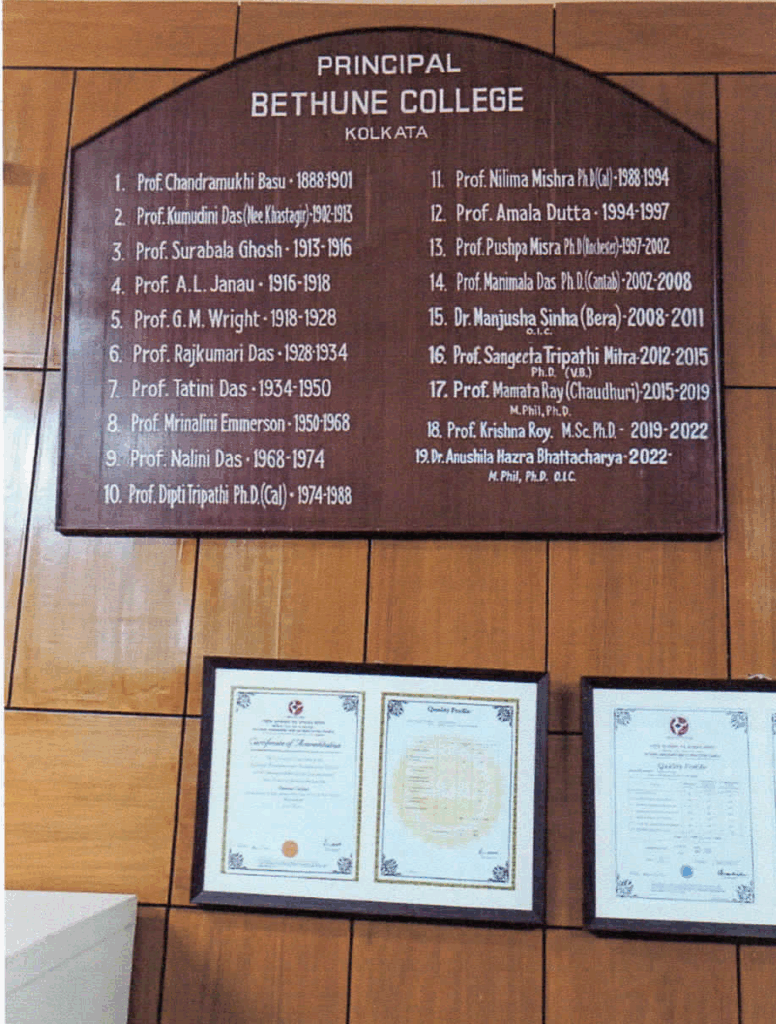 PRINCIPAL
BETHUNE COLLEGE
KOLKATA
1. Prof. Chandramukhi Basu · 1888-1901
2. Prof. Kumudini Das (Nee Khastagir)-1902-1913
3. Prof. Surabala Ghosh · 1913-1916
4. Prof. A.L. Janau · 1916-1918
5. Prof. G.M. Wright · 1918-1928
6. Prof. Rajkumari Das · 1928-1934
7. Prof. Tatini Das · 1934-1950
8. Prof. Mrinalini Emmerson · 1950-1968
9. Prof. Nalini Das · 1968-1974
10. Prof. Dipti Tripathi Ph.D.(Cal) · 1974-1988
11. Prof. Nilima Mishra Ph.D(Cal)-1988-1994
12. Prof. Amala Dutta · 1994-1997
13. Prof. Pushpa Misra Ph.D(Rochester)-1997-2002
14. Prof. Manimala Das Ph.D.(Cantab)-2002-2008
15. Dr. Manjusha Sinha (Bera)-2008-2011
O.I.C.
16. Prof. Sangeeta Tripathi Mitra-2012-2015
Ph.D. (V.B.)
17. Prof. Mamata Ray (Chaudhuri)-2015-2019
M.Phil, Ph.D.
18. Prof. Krishna Roy. M.Sc. Ph.D. - 2019-2022
19. Dr. Anushila Hazra Bhattacharya-2022-
M.Phil, Ph.D. O.I.C.
Certificate of Accreditation
Quality Profile
Quality Profile